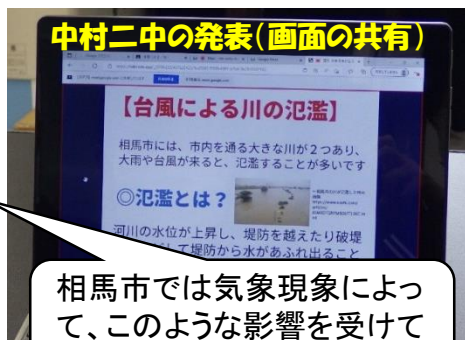 中村二中の発表（画面の共有）
【台風による川の氾濫】
相馬市には、市内を通る大きな川が２つあり、
大雨や台風が来ると、氾濫することが多いです
◎氾濫とは？
河川の水位が上昇し、堤防を越えたり破堤
して堤防から水があふれ出ること
相馬市では気象現象によっ
て、このような影響を受けて